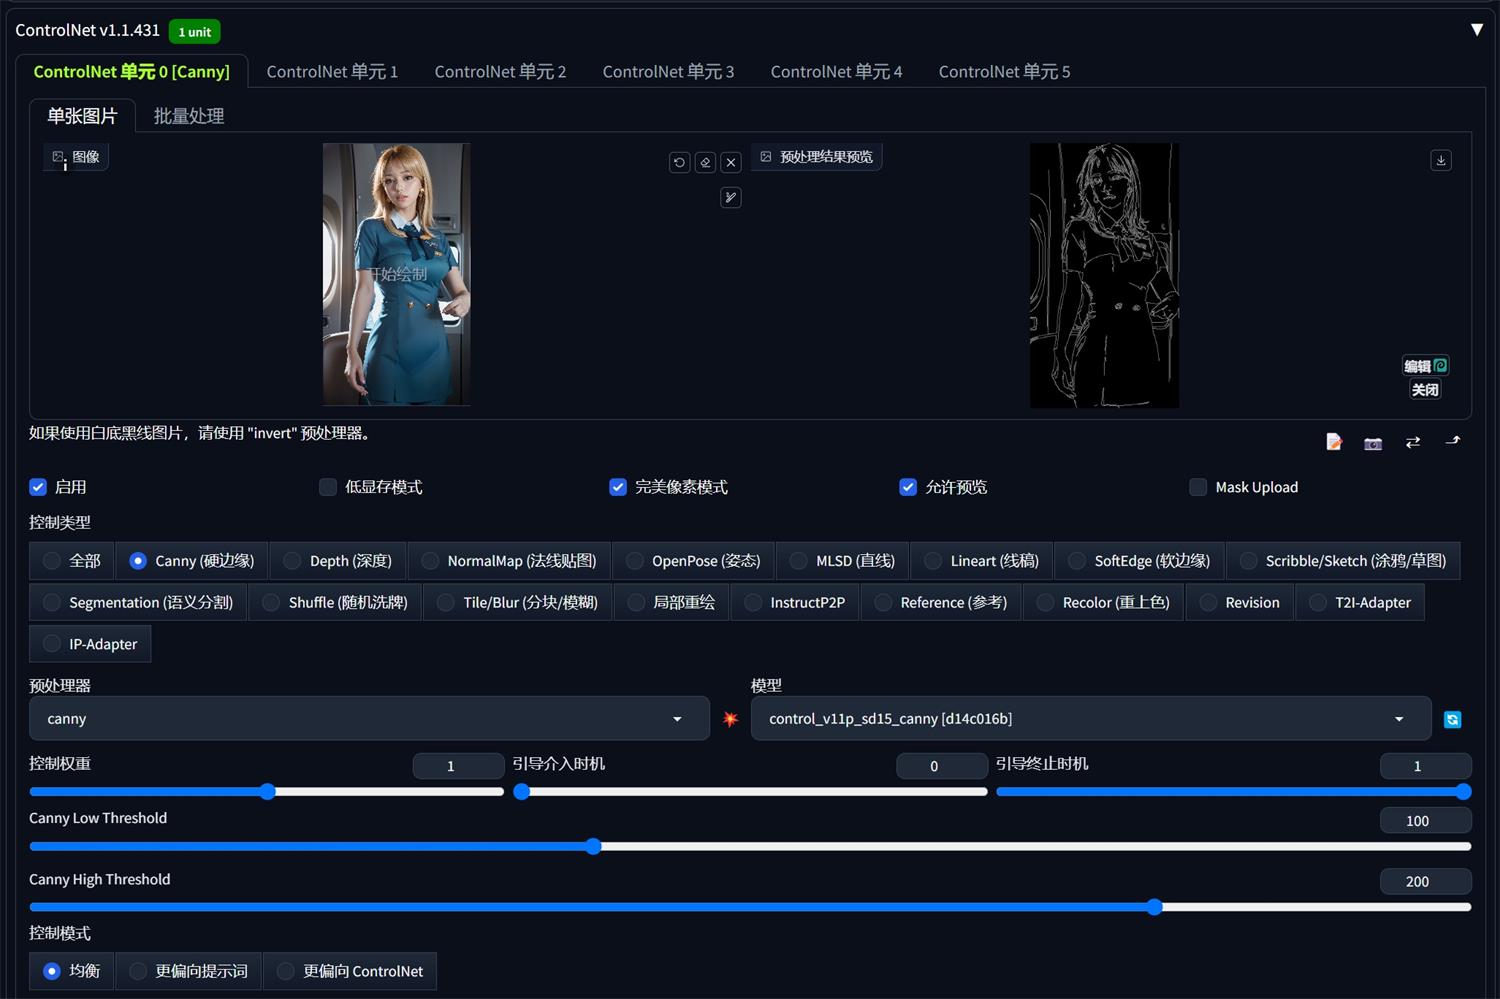 ControlNet v1.1.431 1 unit
ControlNet 单元 0 [Canny] ControlNet 单元 1 ControlNet 单元 2 ControlNet 单元 3 ControlNet 单元 4 ControlNet 单元 5
单张图片 批量处理
图像 预处理结果预览
开始绘制
编辑
关闭
如果使用白底黑线图片，请使用 "invert" 预处理器。
启用 低显存模式 完美像素模式 允许预览 Mask Upload
控制类型
全部 Canny (硬边缘) Depth (深度) NormalMap (法线贴图) OpenPose (姿态) MLSD (直线) Lineart (线稿) SoftEdge (软边缘) Scribble/Sketch (涂鸦/草图)
Segmentation (语义分割) Shuffle (随机洗牌) Tile/Blur (分块/模糊) 局部重绘 InstructP2P Reference (参考) Recolor (重上色) Revision T2I-Adapter
IP-Adapter
预处理器 模型
canny control_v11p_sd15_canny [d14c016b]
控制权重 1 引导介入时机 0 引导终止时机 1
Canny Low Threshold 100
Canny High Threshold 200
控制模式
均衡 更偏向提示词 更偏向 ControlNet